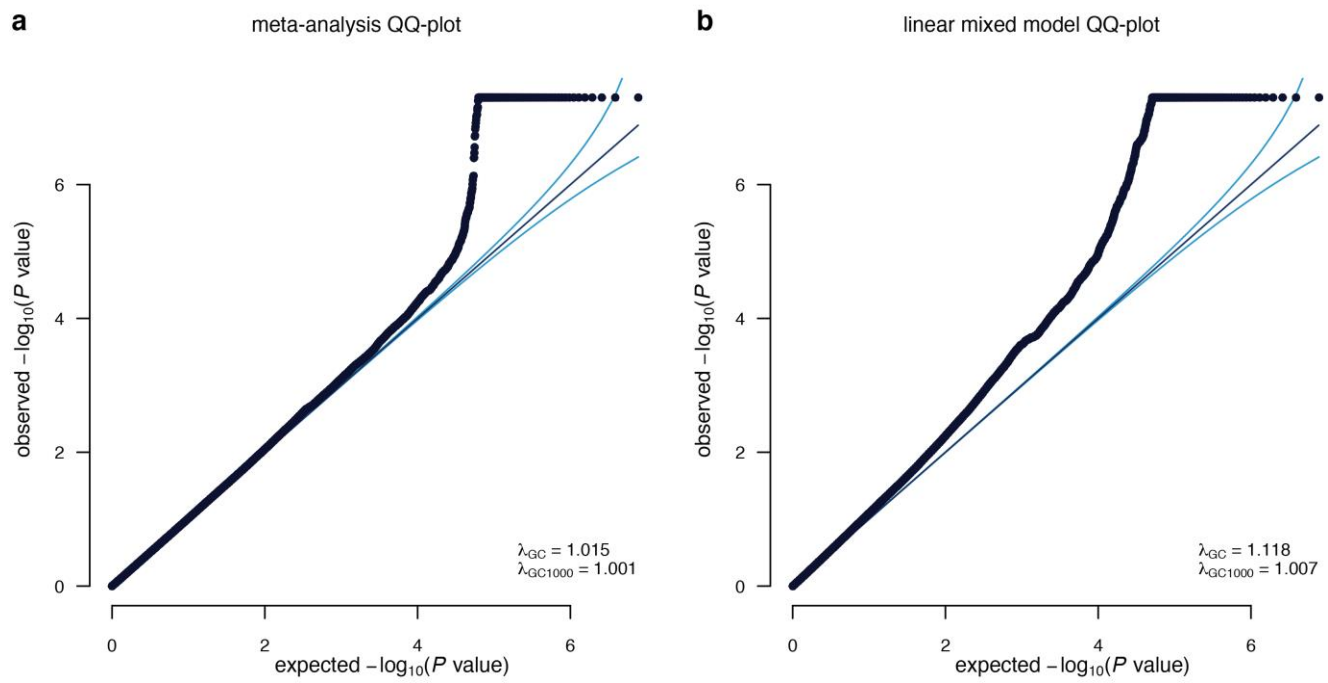 a
meta-analysis QQ-plot
observed −log10(P value)
6
4
2
0
λGC = 1.015
λGC1000 = 1.001
0 2 4 6
expected −log10(P value)
b
linear mixed model QQ-plot
observed −log10(P value)
6
4
2
0
λGC = 1.118
λGC1000 = 1.007
0 2 4 6
expected −log10(P value)